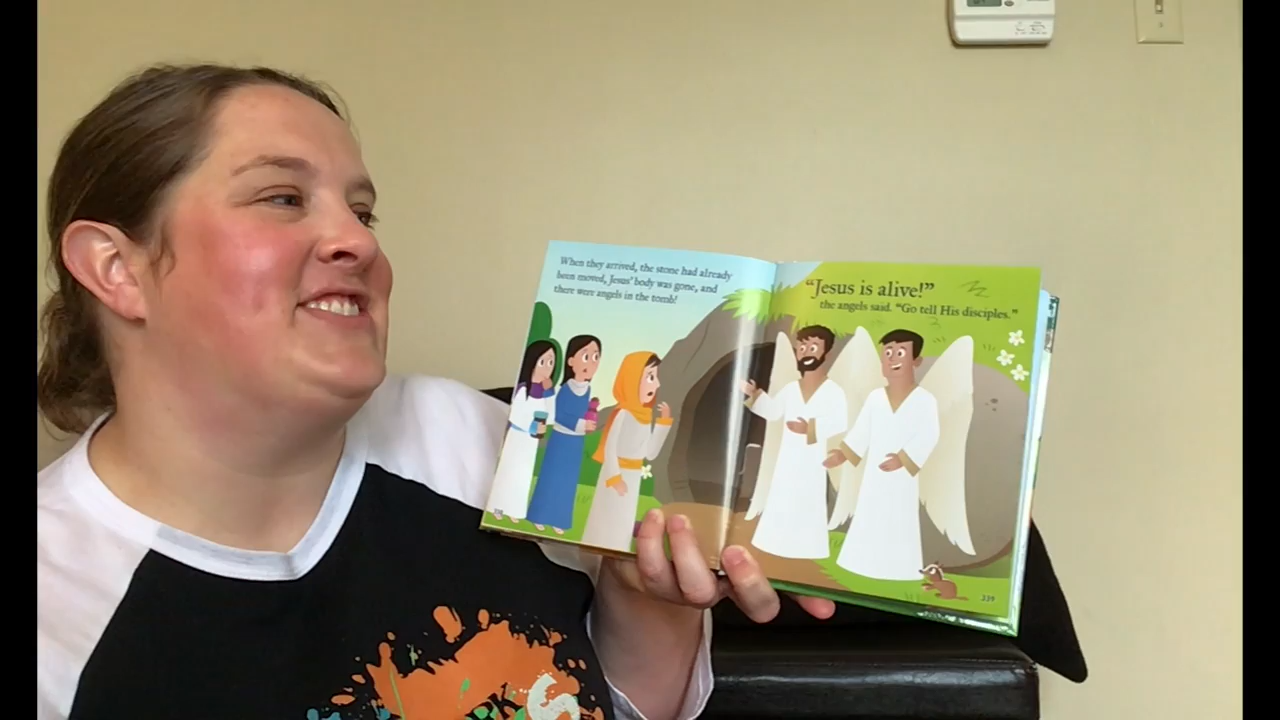 When they arrived, the stone had already
been moved, Jesus' body was gone, and
there were angels in the tomb!
"Jesus is alive!"
the angels said. "Go tell His disciples."
339